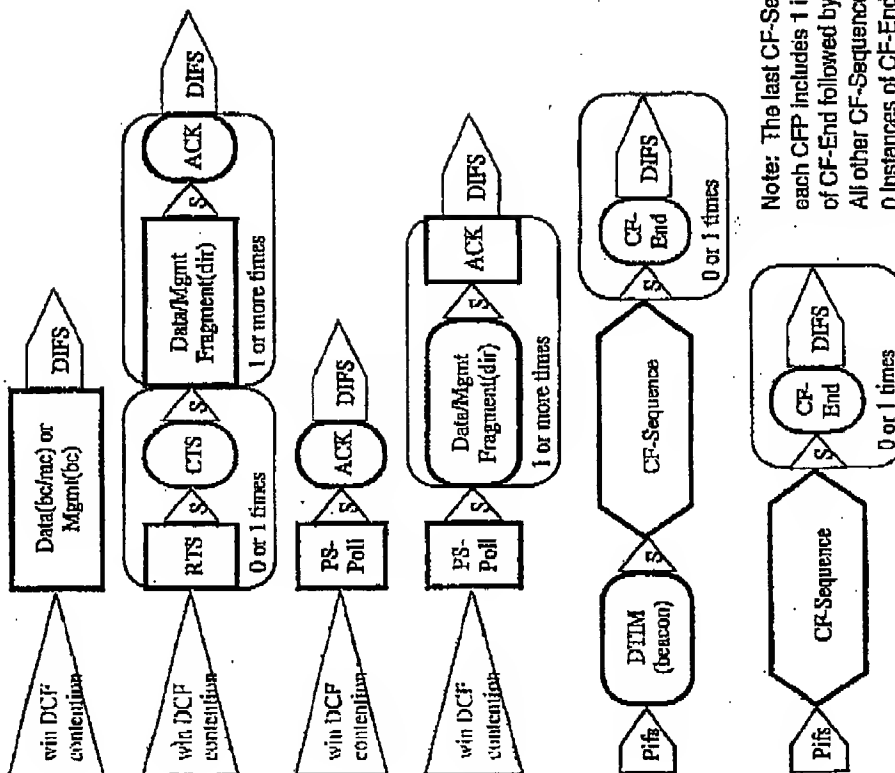 win DCF
contention
Data(bc/mc) or
Mgmt(bc)
DIFS
win DCF
contention
RTS
S
CTS
S
0 or 1 times
Data/Mgmt
Fragment(dir)
S
ACK
DIFS
1 or more times
win DCF
contention
PS-
Poll
S
ACK
DIFS
win DCF
contention
PS-
Poll
S
Data/Mgmt
Fragment(dir)
S
ACK
DIFS
1 or more times
Pifs
DTIM
(beacon)
S
CF-Sequence
S
CF-
End
DIFS
0 or 1 times
Pifs
CF-Sequence
S
CF-
End
DIFS
0 or 1 times
Note: The last CF-Se
each CFP includes 1 i
of CF-End followed by
All other CF-Sequence
0 Instances of CF-End